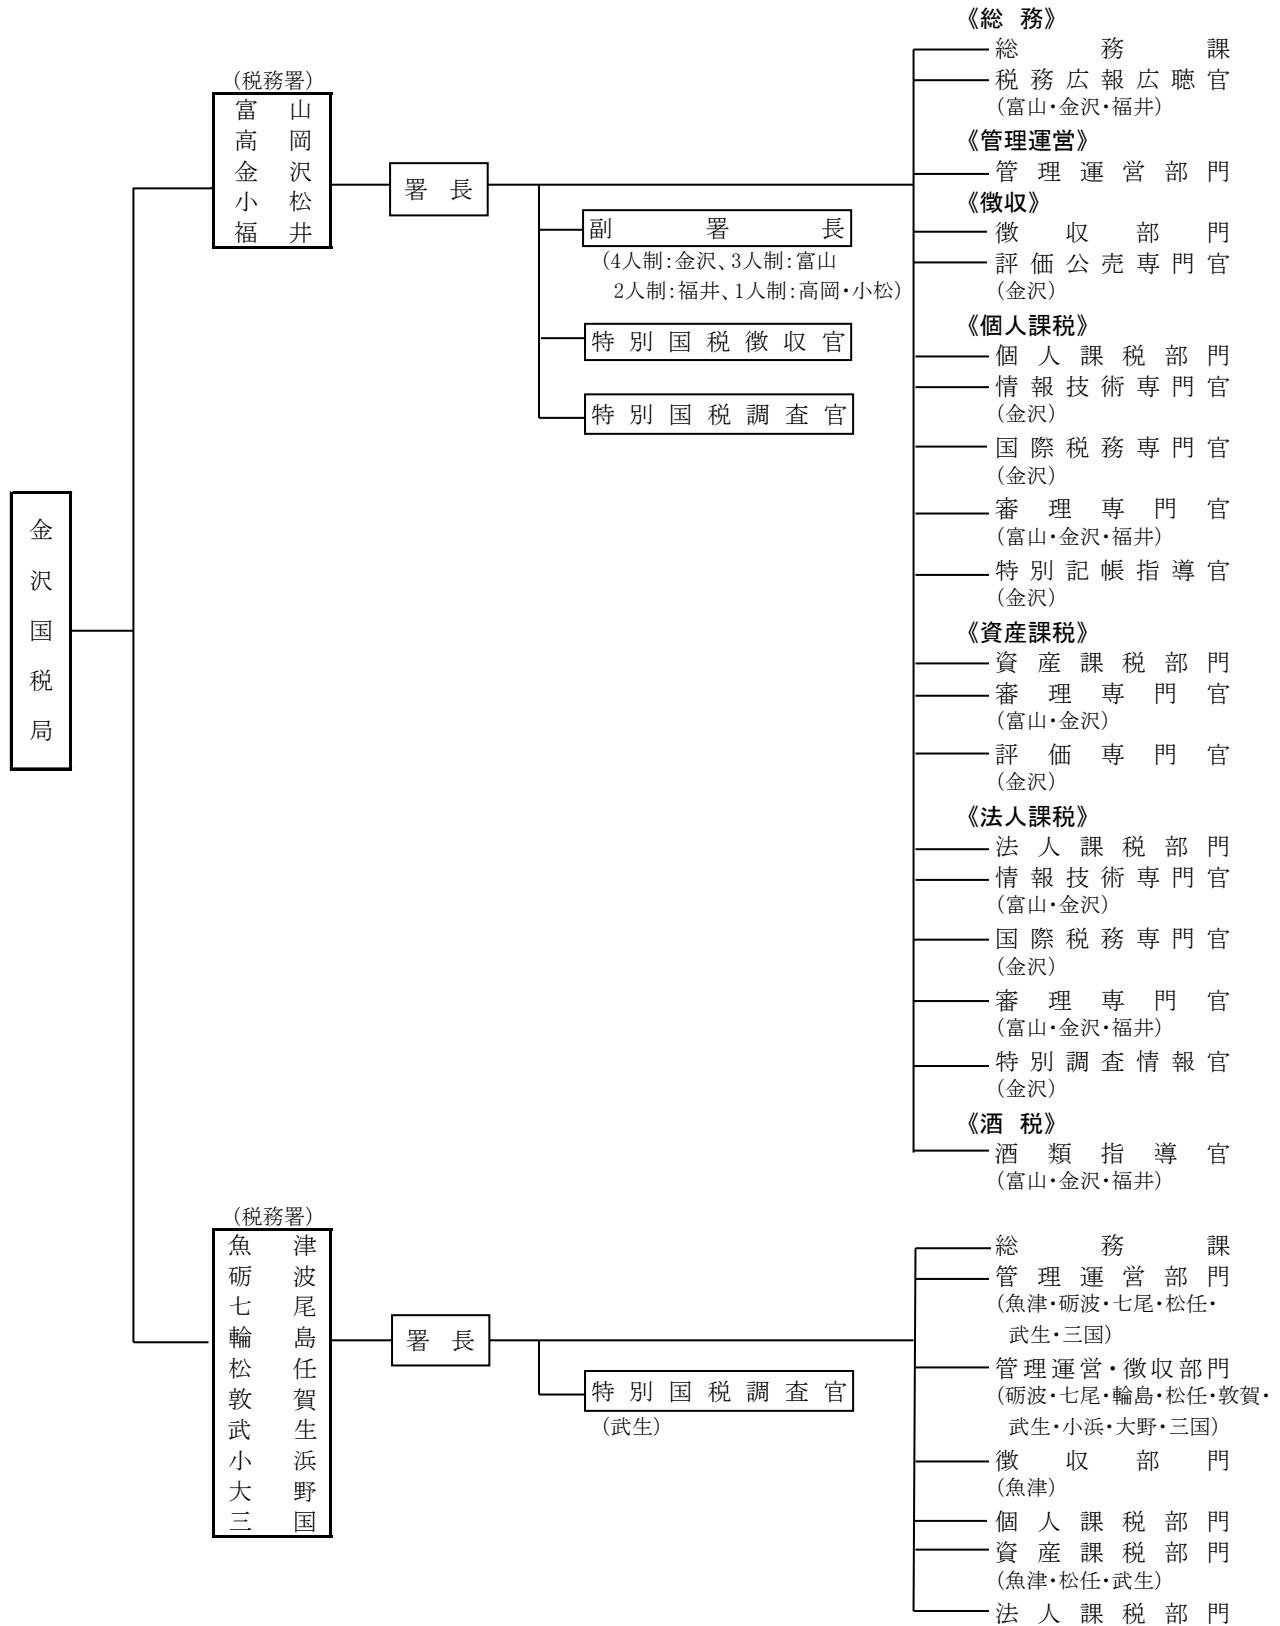 金沢国税局
(税務署)
富山
高岡
金沢
小松
福井
署長
副署長
(4人制:金沢、3人制:富山
2人制:福井、1人制:高岡・小松)
特別国税徴収官
特別国税調査官
《総務》
総務課
税務広報広聴官
(富山・金沢・福井)
《管理運営》
管理運営部門
《徴収》
徴収部門
評価公売専門官
(金沢)
《個人課税》
個人課税部門
情報技術専門官
(金沢)
国際税務専門官
(金沢)
審理専門官
(富山・金沢・福井)
特別記帳指導官
(金沢)
《資産課税》
資産課税部門
審理専門官
(富山・金沢)
評価専門官
(金沢)
《法人課税》
法人課税部門
情報技術専門官
(富山・金沢)
国際税務専門官
(金沢)
審理専門官
(富山・金沢・福井)
特別調査情報官
(金沢)
《酒税》
酒類指導官
(富山・金沢・福井)
(税務署)
魚津
砺波
七尾
輪島
松任
敦賀
武生
小浜
大野
三国
署長
特別国税調査官
(武生)
総務課
管理運営部門
(魚津・砺波・七尾・松任・
武生・三国)
管理運営・徴収部門
(砺波・七尾・輪島・松任・敦賀・
武生・小浜・大野・三国)
徴収部門
(魚津)
個人課税部門
資産課税部門
(魚津・松任・武生)
法人課税部門